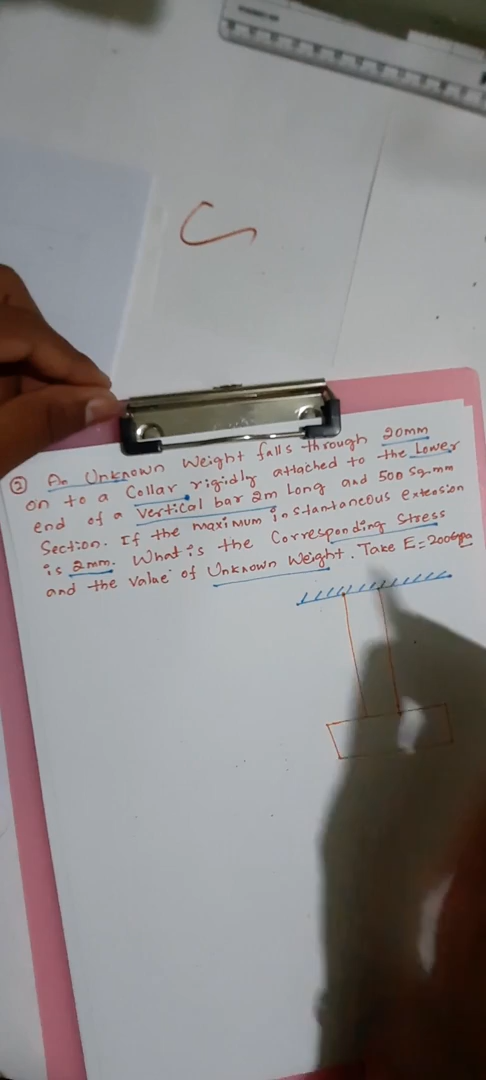 ② An Unknown Weight falls through 20mm
on to a Collar rigidly attached to the Lower
end of a Vertical bar 2m Long and 500 sq.mm
Section. If the maximum instantaneous extension
is 2mm. What is the Corresponding Stress
and the value of Unknown Weight. Take E=200Gpa